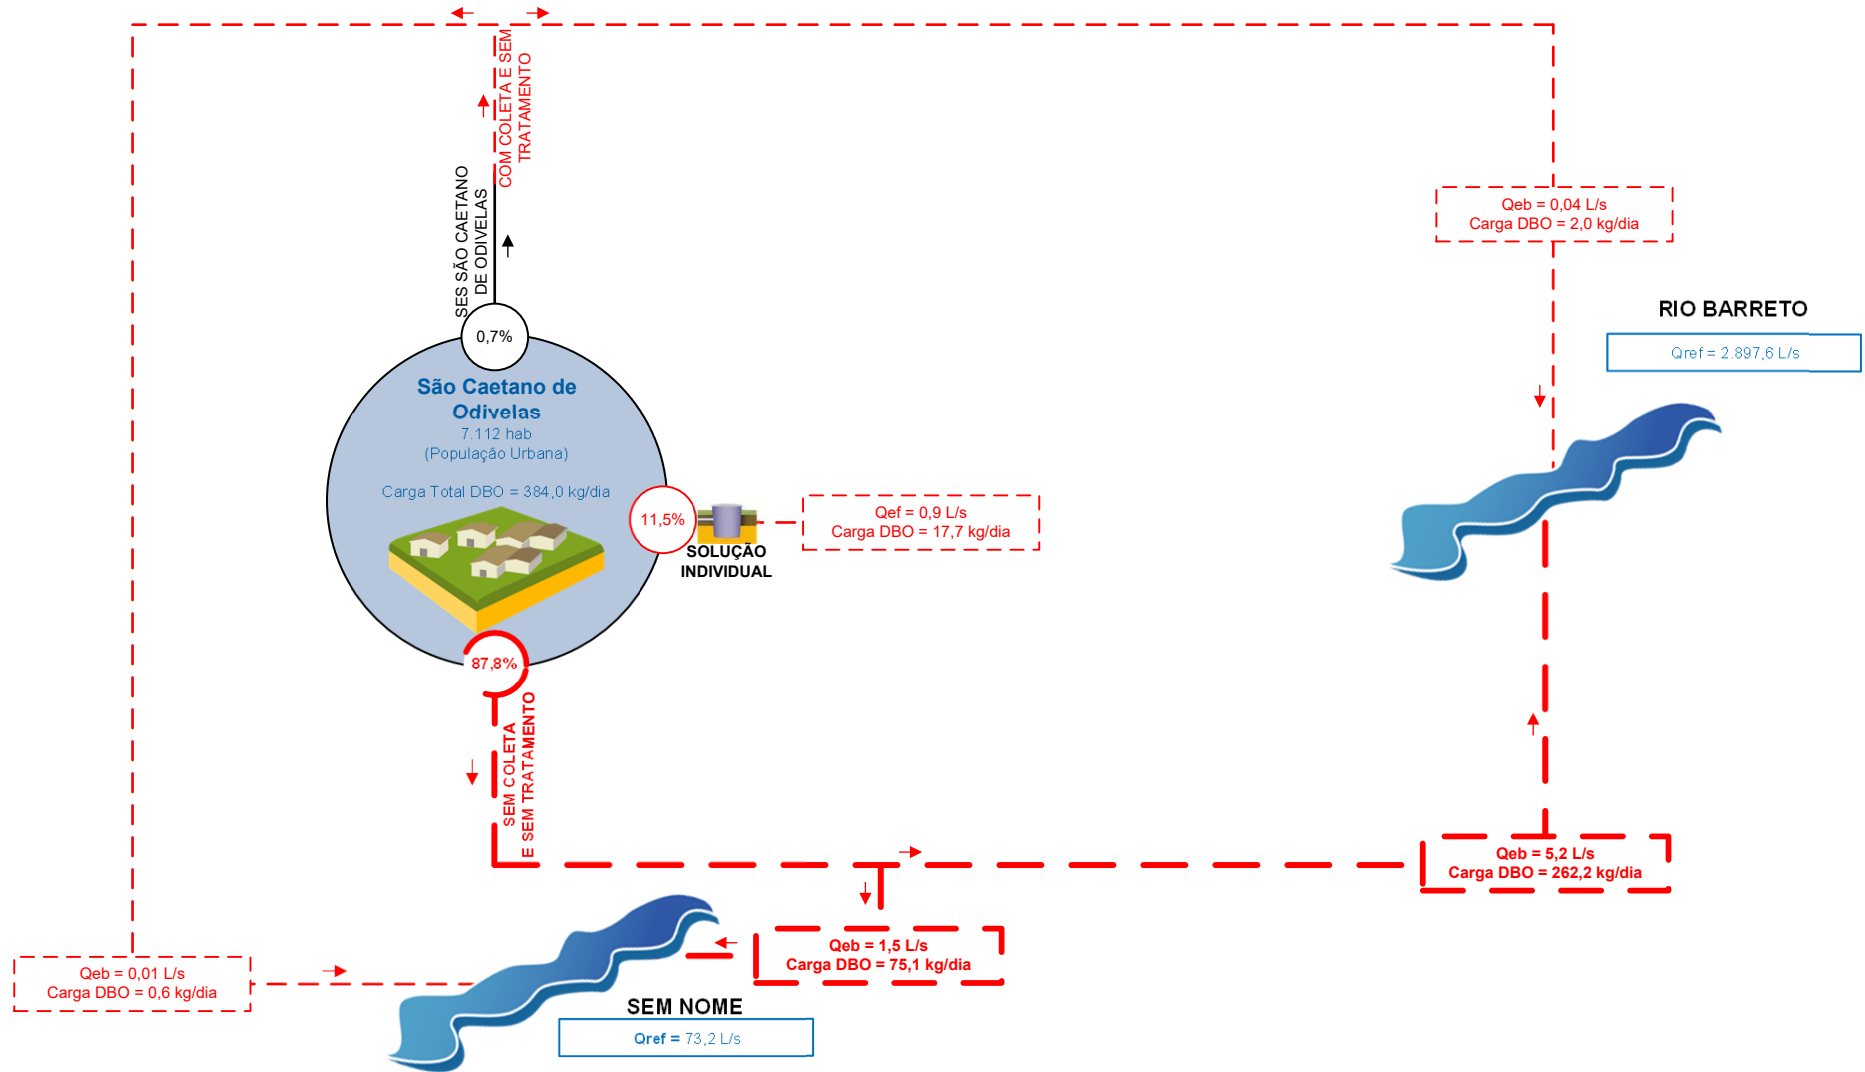 COM COLETA E SEM
TRATAMENTO
SES SÃO CAETANO
DE ODIVELAS
Qeb = 0,04 L/s
Carga DBO = 2,0 kg/dia
RIO BARRETO
Qref = 2.897,6 L/s
0,7%
São Caetano de
Odivelas
7.112 hab
(População Urbana)
Carga Total DBO = 384,0 kg/dia
11,5%
SOLUÇÃO
INDIVIDUAL
Qef = 0,9 L/s
Carga DBO = 17,7 kg/dia
87,8%
SEM COLETA
E SEM TRATAMENTO
Qeb = 5,2 L/s
Carga DBO = 262,2 kg/dia
Qeb = 1,5 L/s
Carga DBO = 75,1 kg/dia
Qeb = 0,01 L/s
Carga DBO = 0,6 kg/dia
SEM NOME
Qref = 73,2 L/s